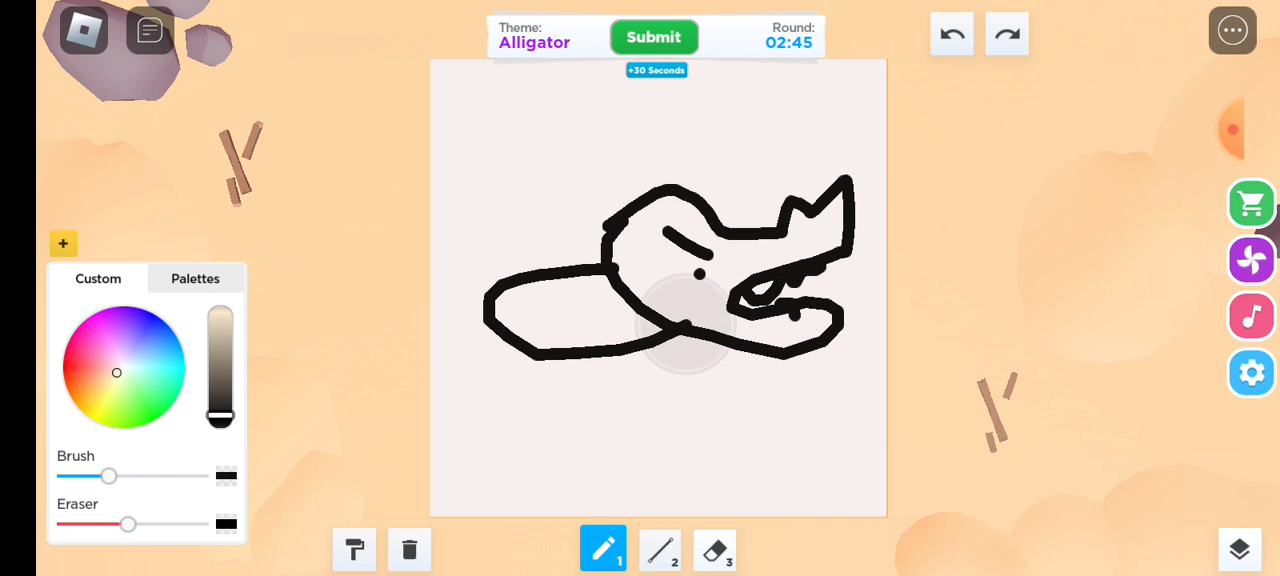 Theme:
Alligator
Submit
Round:
02:45
+30 Seconds
+
Custom
Palettes
Brush
Eraser
1
2
3